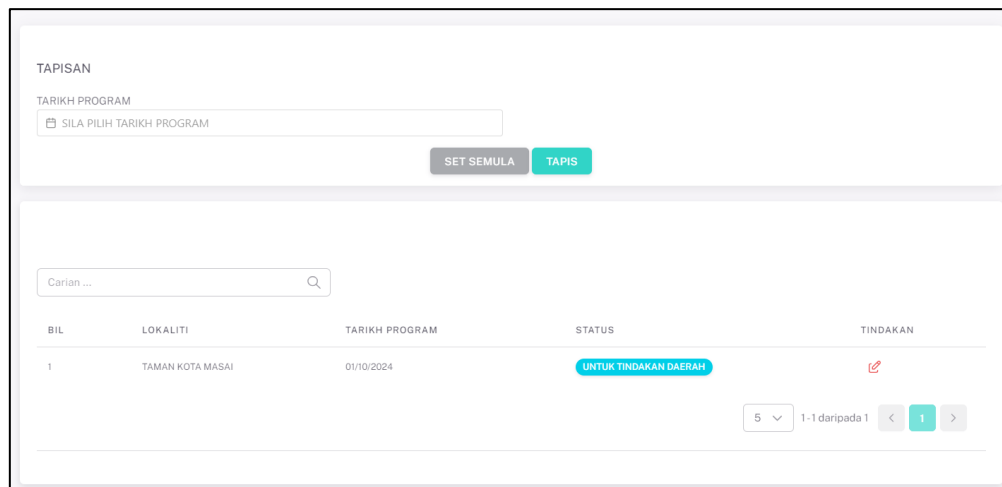 TAPISAN
TARIKH PROGRAM
SILA PILIH TARIKH PROGRAM
SET SEMULA TAPIS
Carian ...
BIL LOKALITI TARIKH PROGRAM STATUS TINDAKAN
1 TAMAN KOTA MASAI 01/10/2024 UNTUK TINDAKAN DAERAH
5 1-1 daripada 1 < 1 >